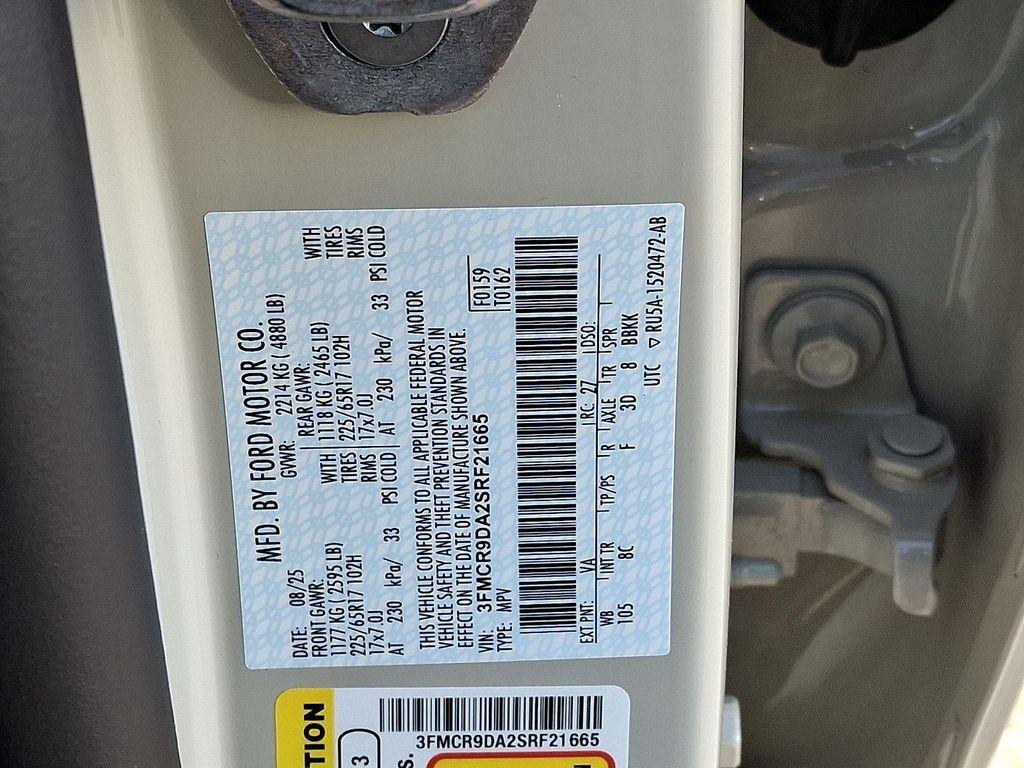 MFD. BY FORD MOTOR CO.
DATE: 08/25 GVWR: 2214 KG ( 4880 LB)
FRONT GAWR: REAR GAWR:
1177 KG ( 2595 LB) WITH 1118 KG ( 2465 LB) WITH
225/65R17 102H TIRES 225/65R17 102H TIRES
17x7.0J RIMS 17x7.0J RIMS
AT 230 kPa/ 33 PSI COLD AT 230 kPa/ 33 PSI COLD
THIS VEHICLE CONFORMS TO ALL APPLICABLE FEDERAL MOTOR
VEHICLE SAFETY AND THEFT PREVENTION STANDARDS IN
EFFECT ON THE DATE OF MANUFACTURE SHOWN ABOVE.
VIN: 3FMCR9DA2SRF21665 F0159
TYPE: MPV T0162
EXT PNT: VA RC: 27 DSO:
WB INT TR TP/PS R AXLE TR SPR
105 8C F 3D 8 BBKK
UTC ▽ RU5A-1520472-AB
TION
3
S.
3FMCR9DA2SRF21665